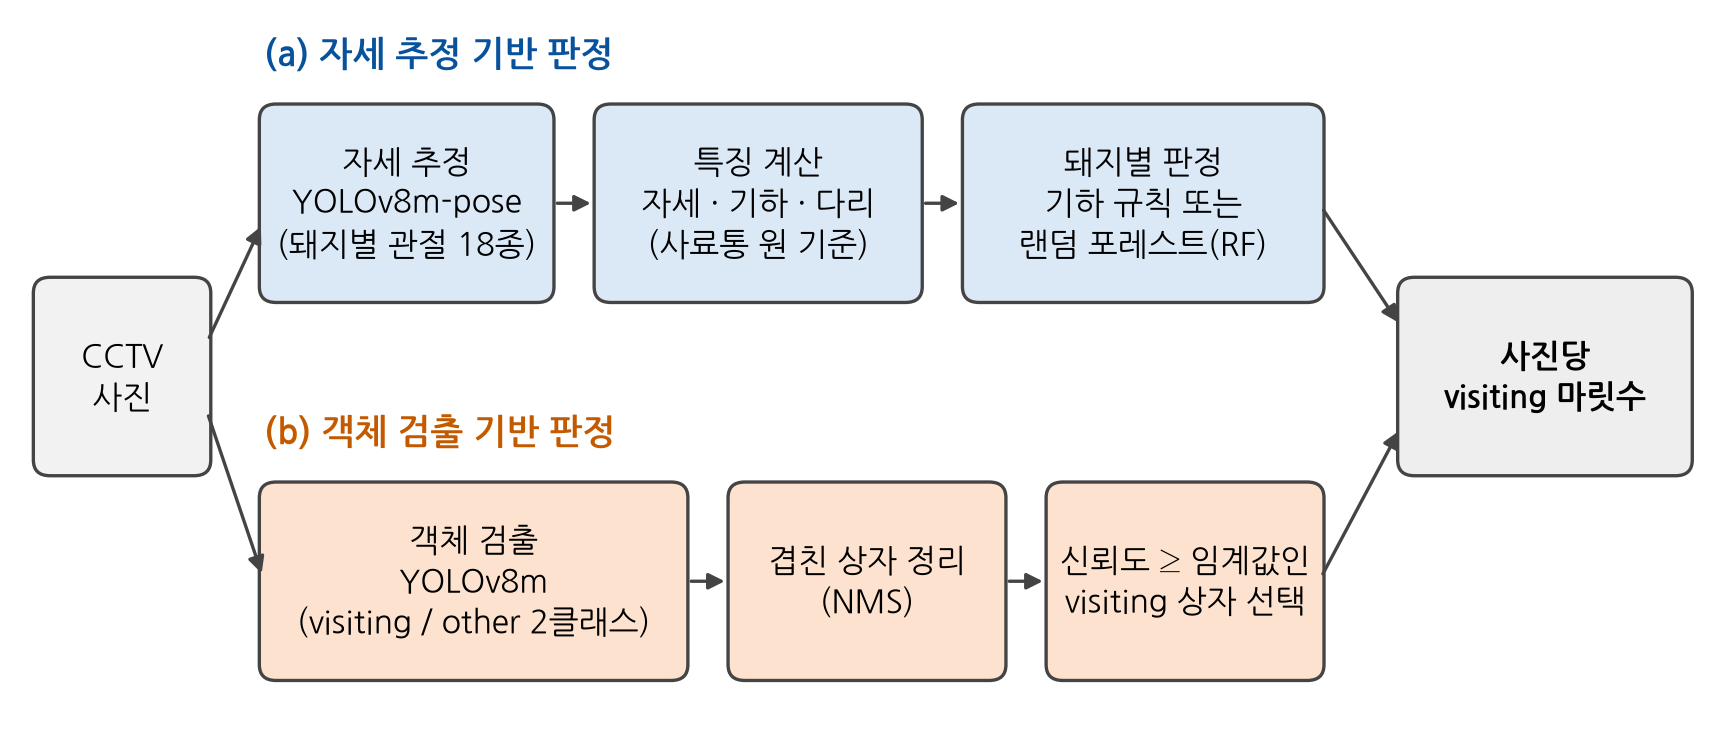 (a) 자세 추정 기반 판정
자세 추정
YOLOv8m-pose
(돼지별 관절 18종)
특징 계산
자세 · 기하 · 다리
(사료통 원 기준)
돼지별 판정
기하 규칙 또는
랜덤 포레스트(RF)
CCTV
사진
사진당
visiting 마릿수
(b) 객체 검출 기반 판정
객체 검출
YOLOv8m
(visiting / other 2클래스)
겹친 상자 정리
(NMS)
신뢰도 ≥ 임계값인
visiting 상자 선택